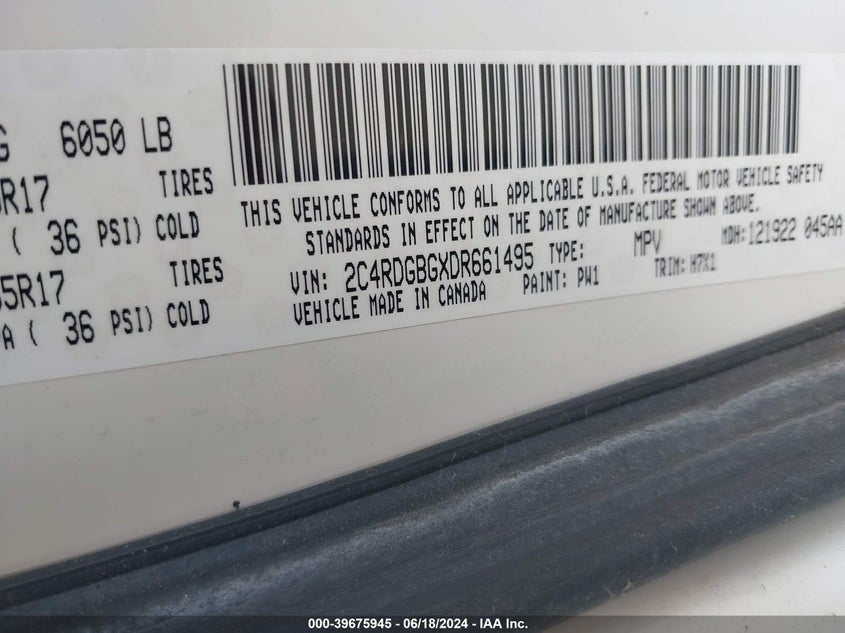 G 6050 LB
5R17 TIRES
( 36 PSI) COLD
65R17 TIRES
PA ( 36 PSI) COLD
THIS VEHICLE CONFORMS TO ALL APPLICABLE U.S.A. FEDERAL MOTOR VEHICLE SAFETY
STANDARDS IN EFFECT ON THE DATE OF MANUFACTURE SHOWN ABOVE.
VIN: 2C4RDGBGXDR661495 TYPE: MPV MDH: 121922 045AA
VEHICLE MADE IN CANADA PAINT: PW1 TRIM: H7X1
000-39675945 - 06/18/2024 - IAA Inc.